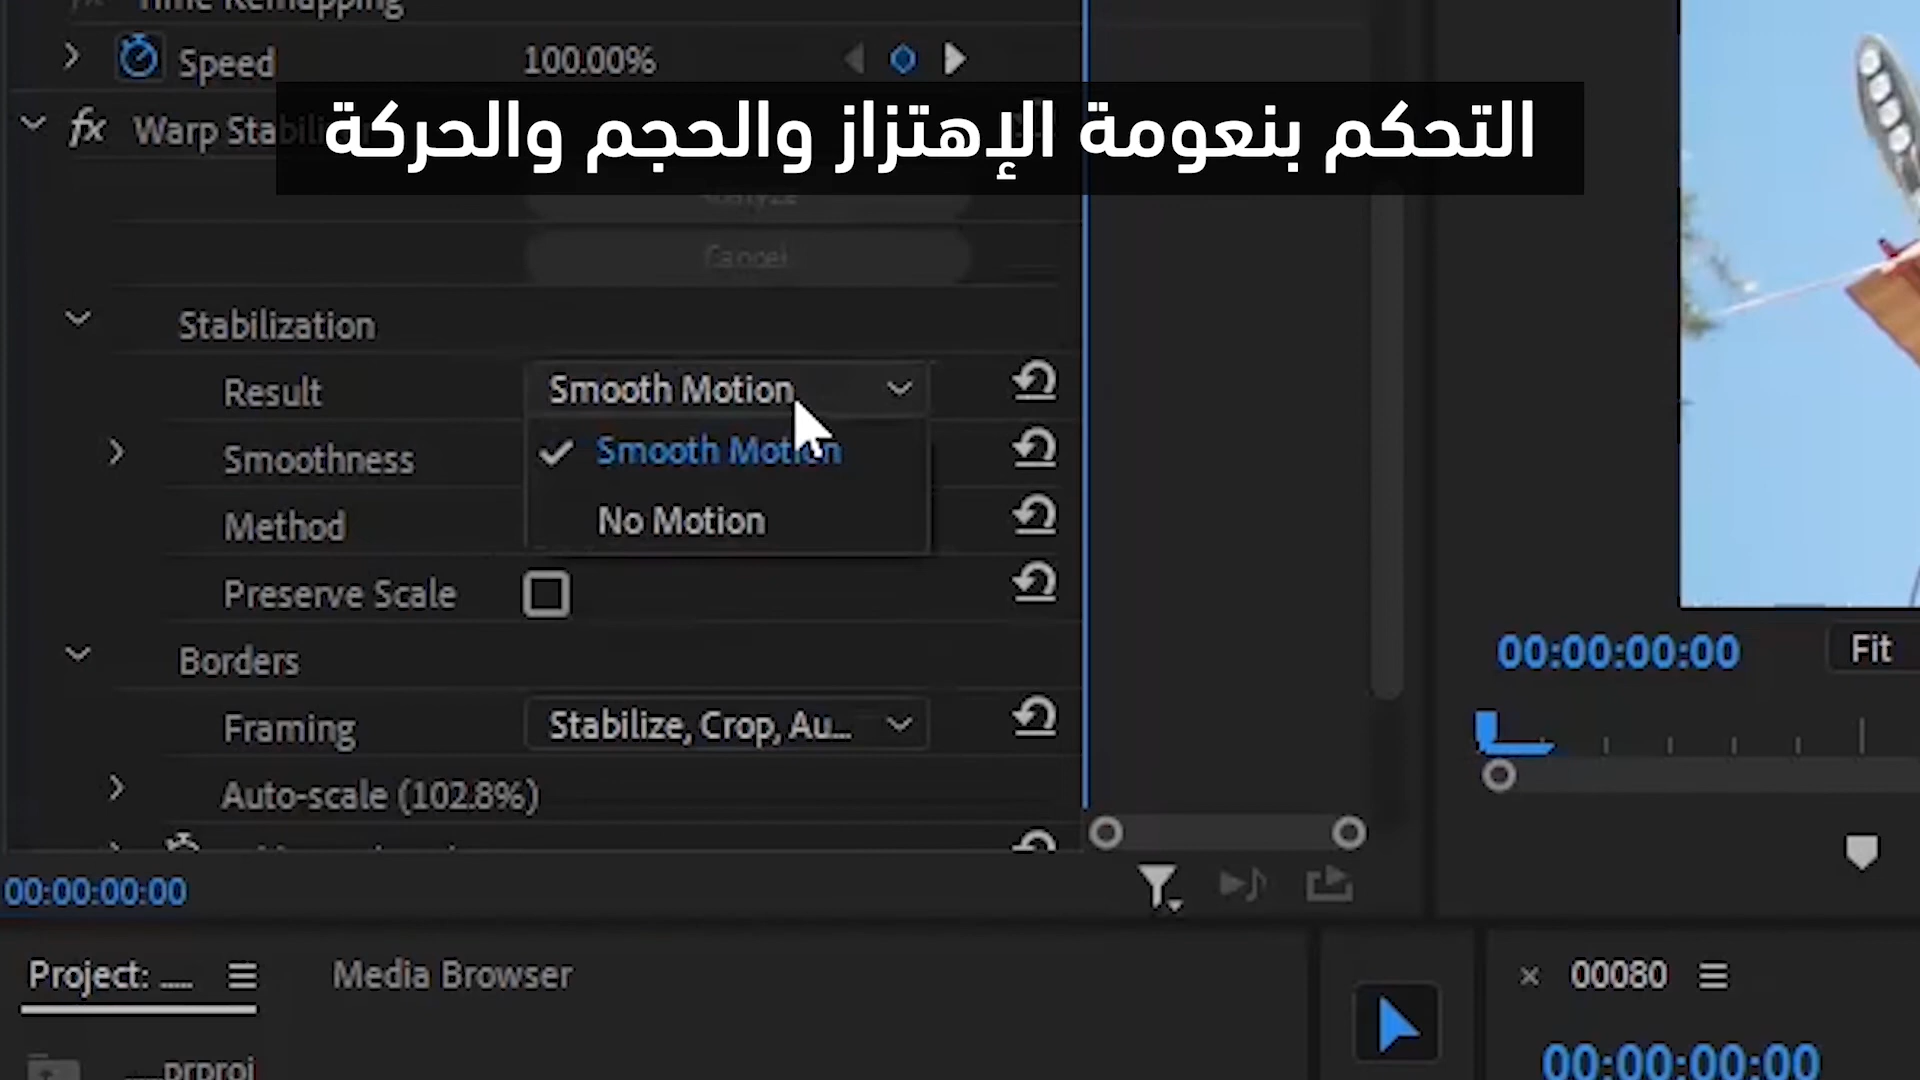 Time Remapping
Speed 100.00%
التحكم بنعومة الإهتزاز والحجم والحركة
Warp
Cancel
Stabilization
Result Smooth Motion
Smooth Motion
Smoothness
No Motion
Method
Preserve Scale
Borders
Framing Stabilize, Crop, Au...
Auto-scale (102.8%)
00:00:00:00 Fit
00:00:00:00
Project: ....
Media Browser
00080
prproj
00:00:00:00